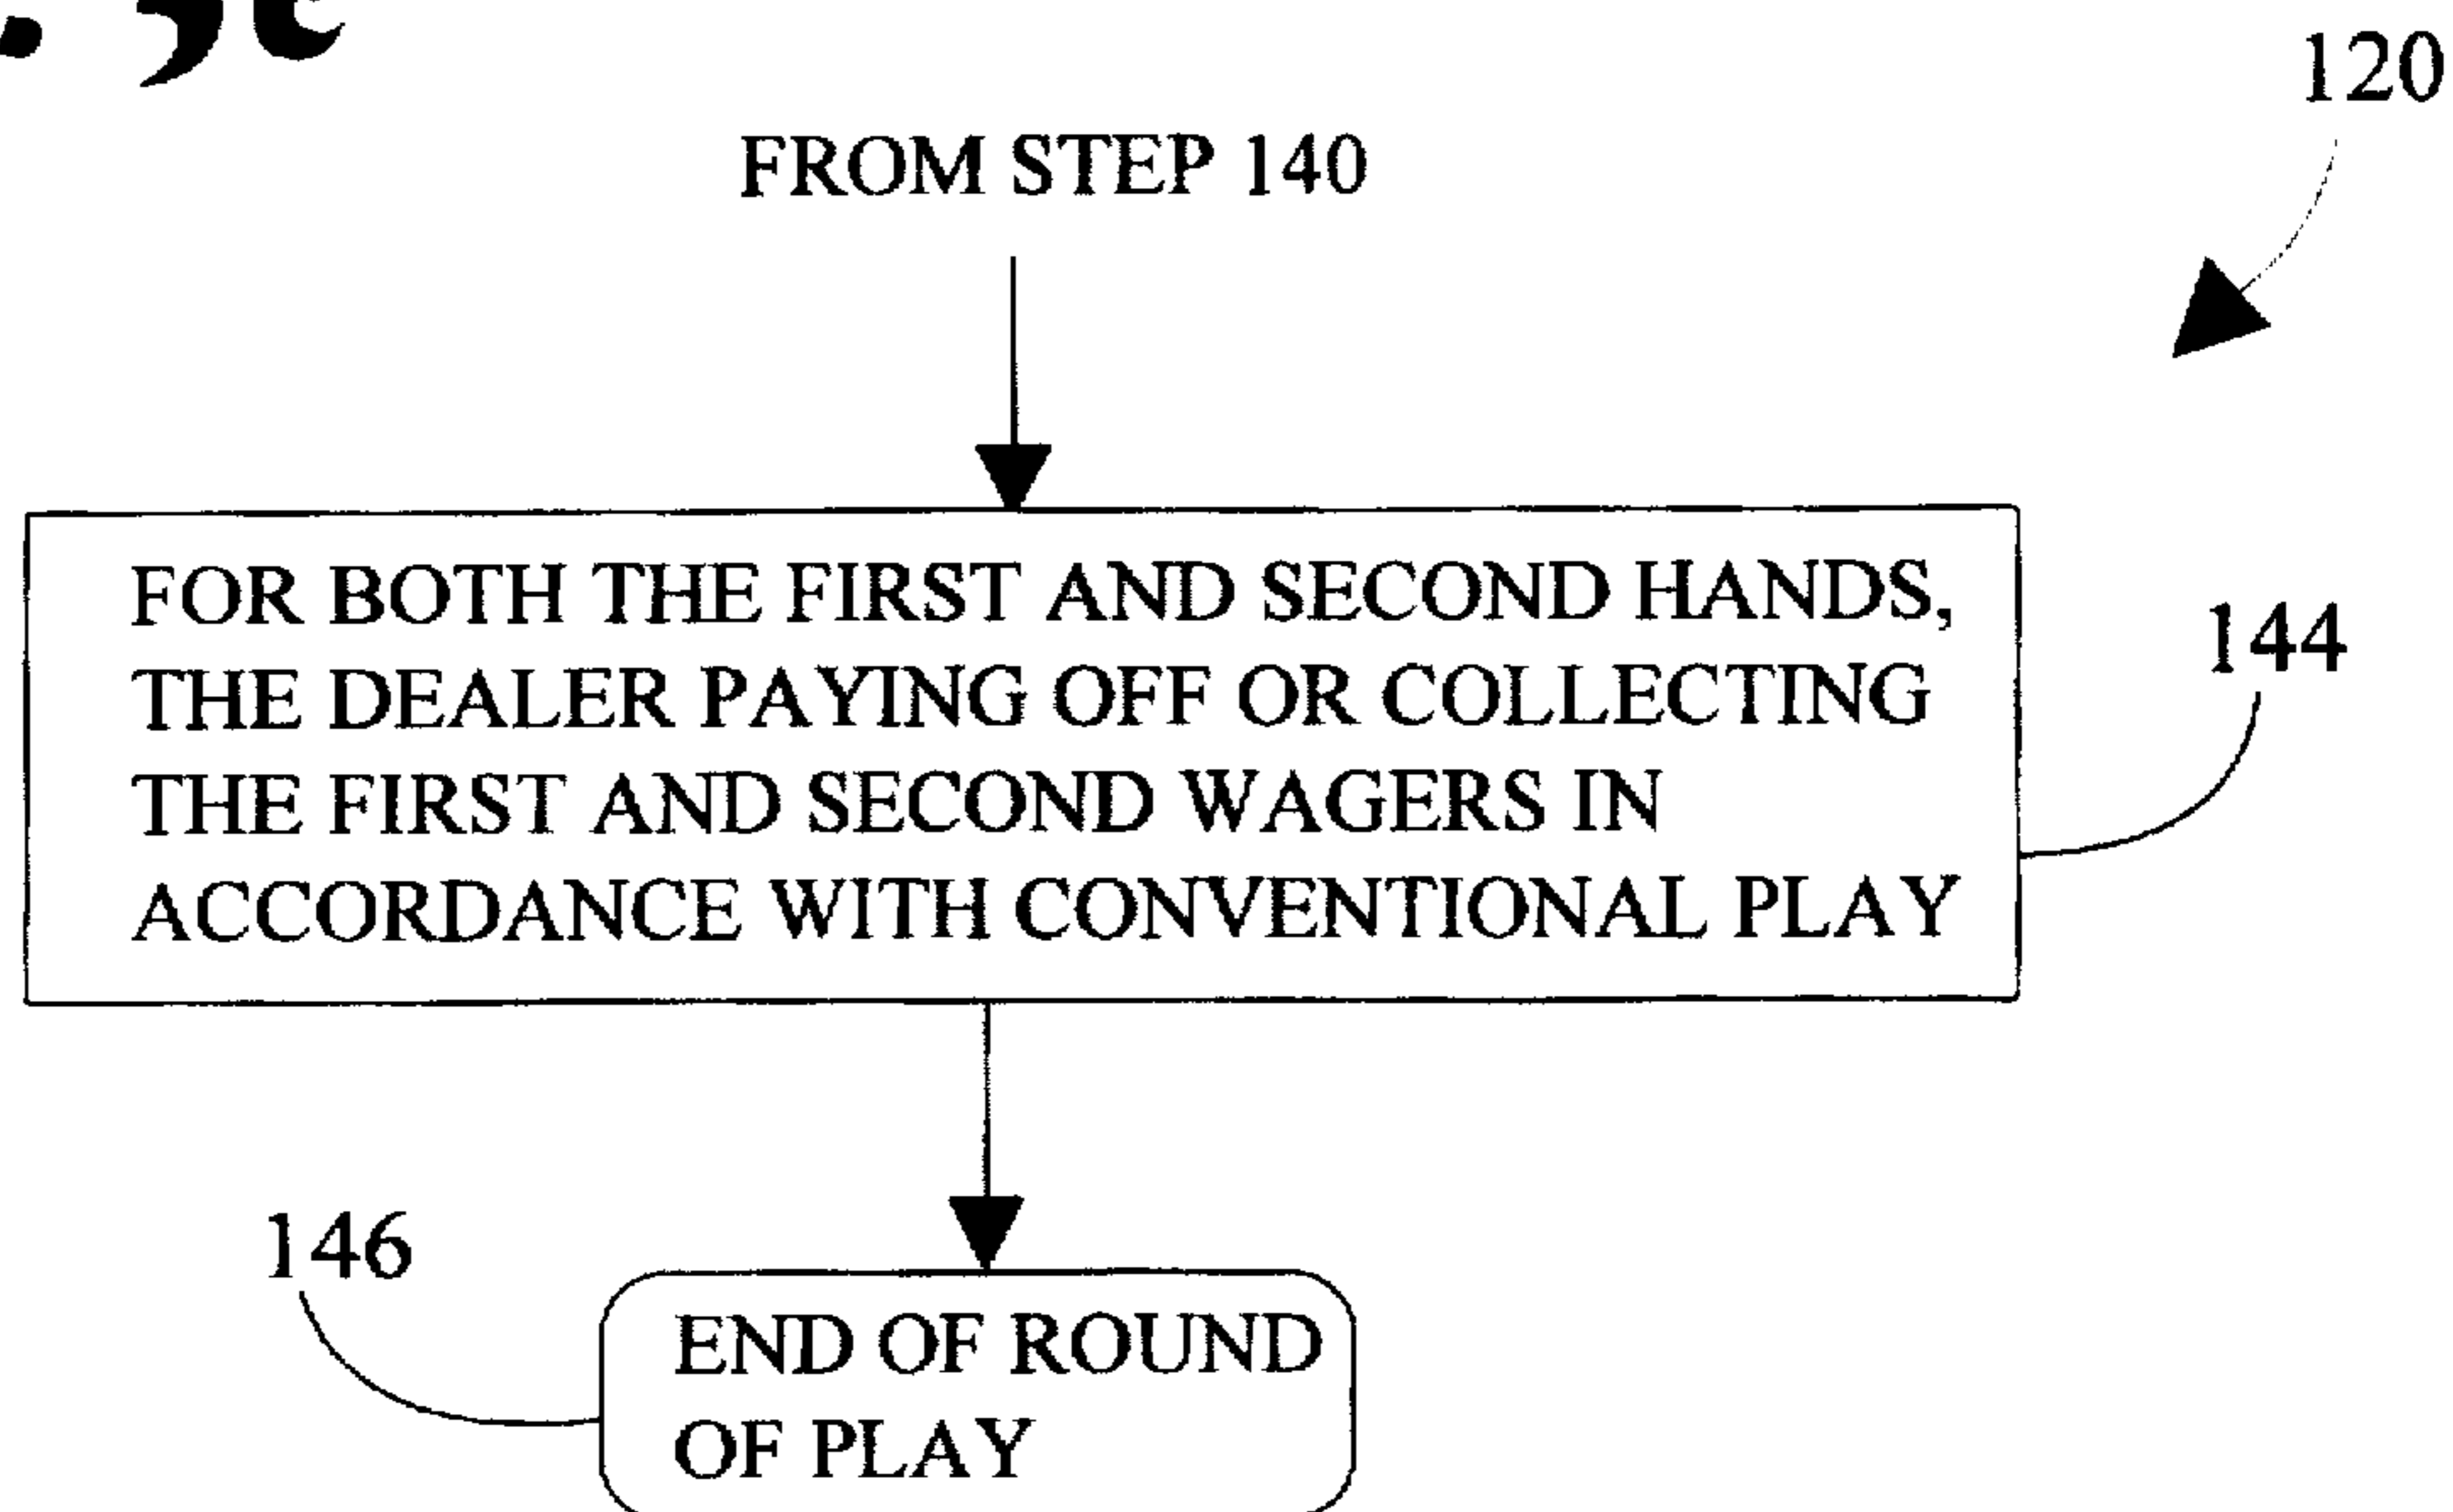 120
FROM STEP 140
FOR BOTH THE FIRST AND SECOND HANDS,
THE DEALER PAYING OFF OR COLLECTING
THE FIRST AND SECOND WAGERS IN
ACCORDANCE WITH CONVENTIONAL PLAY
144
146
END OF ROUND
OF PLAY